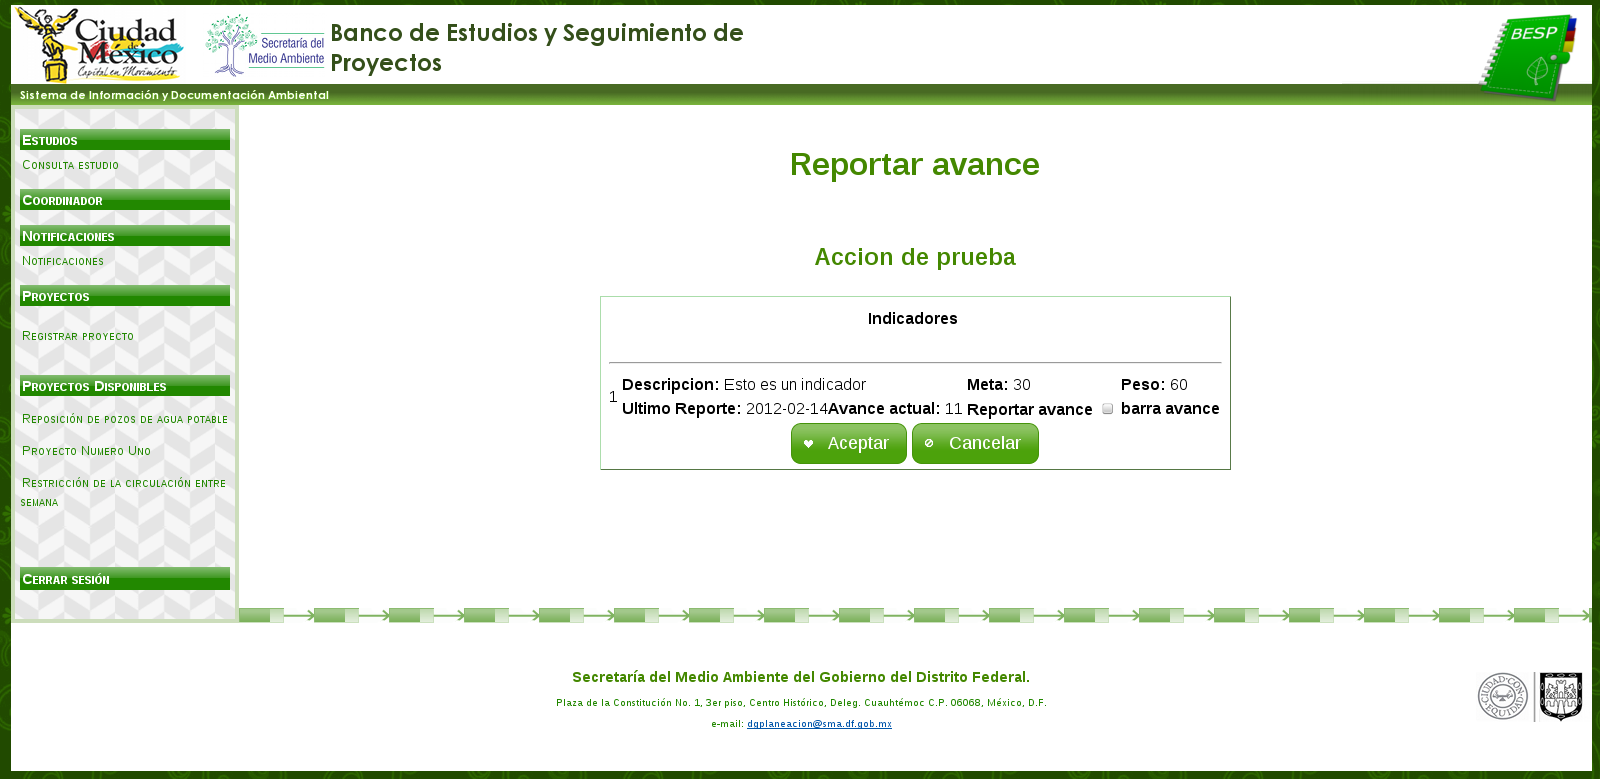 Ciudad
de
México
Capital en Movimiento
Secretaría del
Medio Ambiente
Banco de Estudios y Seguimiento de
Proyectos
BESP
Sistema de Información y Documentación Ambiental
Estudios
Consulta estudio
Coordinador
Notificaciones
Notificaciones
Proyectos
Registrar proyecto
Proyectos Disponibles
Reposición de pozos de agua potable
Proyecto Numero Uno
Restricción de la circulación entre
semana
Cerrar sesión
Reportar avance
Accion de prueba
Indicadores
1
Descripcion: Esto es un indicador Meta: 30 Peso: 60
Ultimo Reporte: 2012-02-14Avance actual: 11 Reportar avance barra avance
Aceptar Cancelar
Secretaría del Medio Ambiente del Gobierno del Distrito Federal.
Plaza de la Constitución No. 1, 3er piso, Centro Histórico, Deleg. Cuauhtémoc C.P. 06068, México, D.F.
e-mail: dgplaneacion@sma.df.gob.mx
CIUDAD CON
EQUIDAD